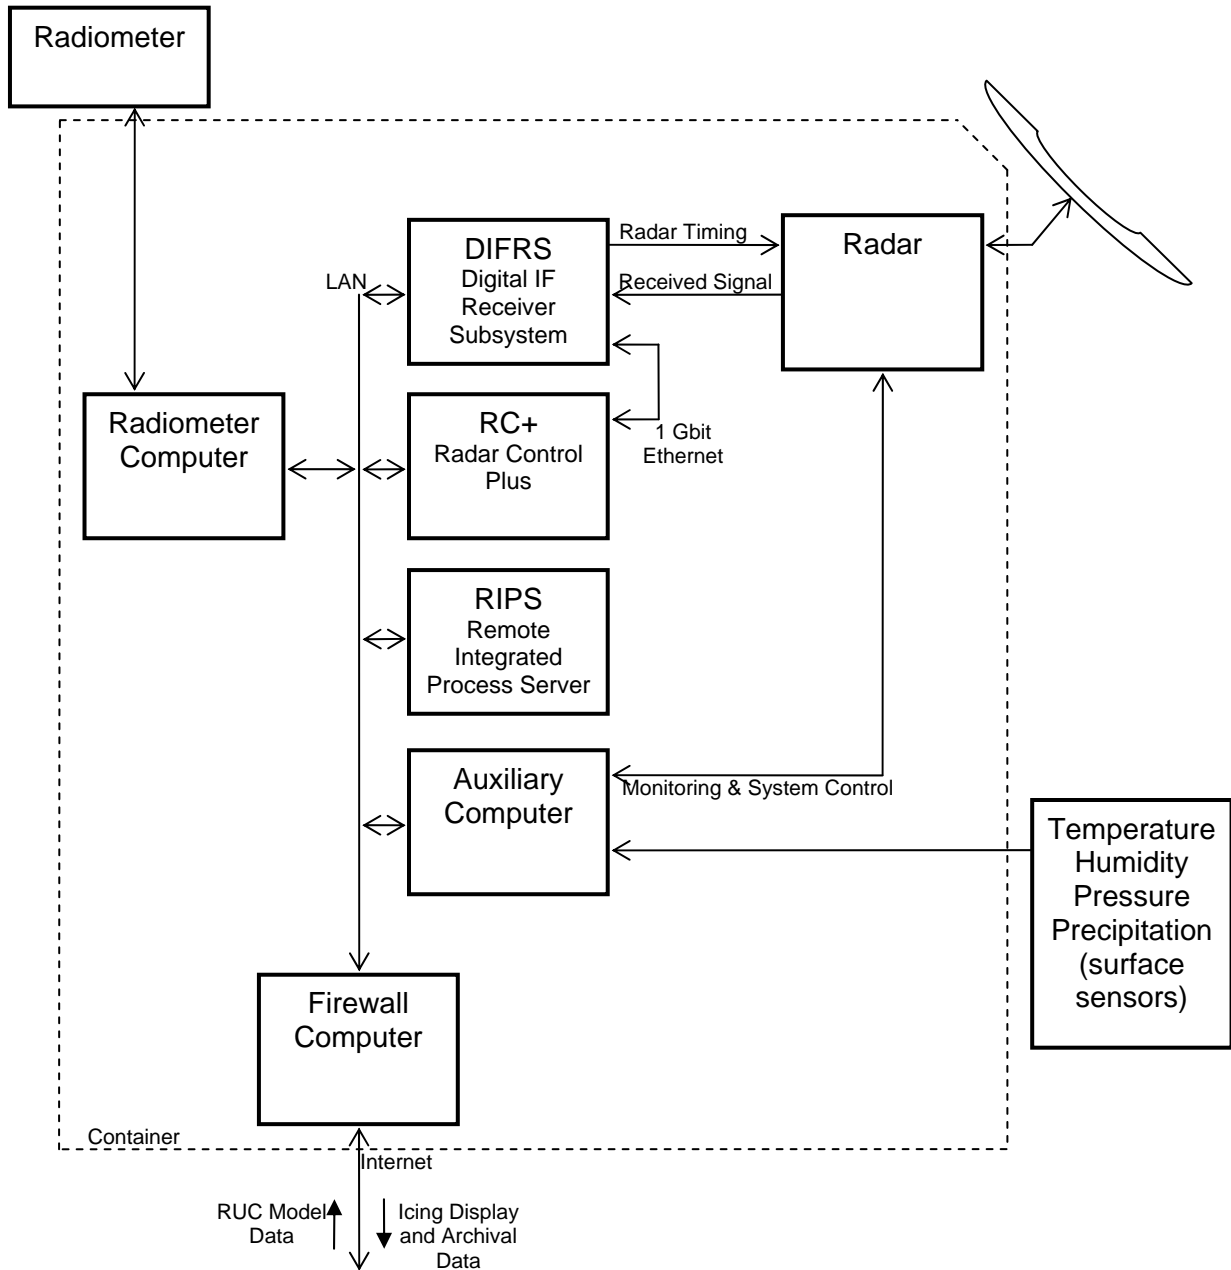 Radiometer
DIFRS
Digital IF
Receiver
Subsystem
Radar Timing
Received Signal
Radar
LAN
Radiometer
Computer
RC+
Radar Control
Plus
1 Gbit
Ethernet
RIPS
Remote
Integrated
Process Server
Auxiliary
Computer
Monitoring & System Control
Temperature
Humidity
Pressure
Precipitation
(surface
sensors)
Firewall
Computer
Container
Internet
RUC Model
Data
Icing Display
and Archival
Data